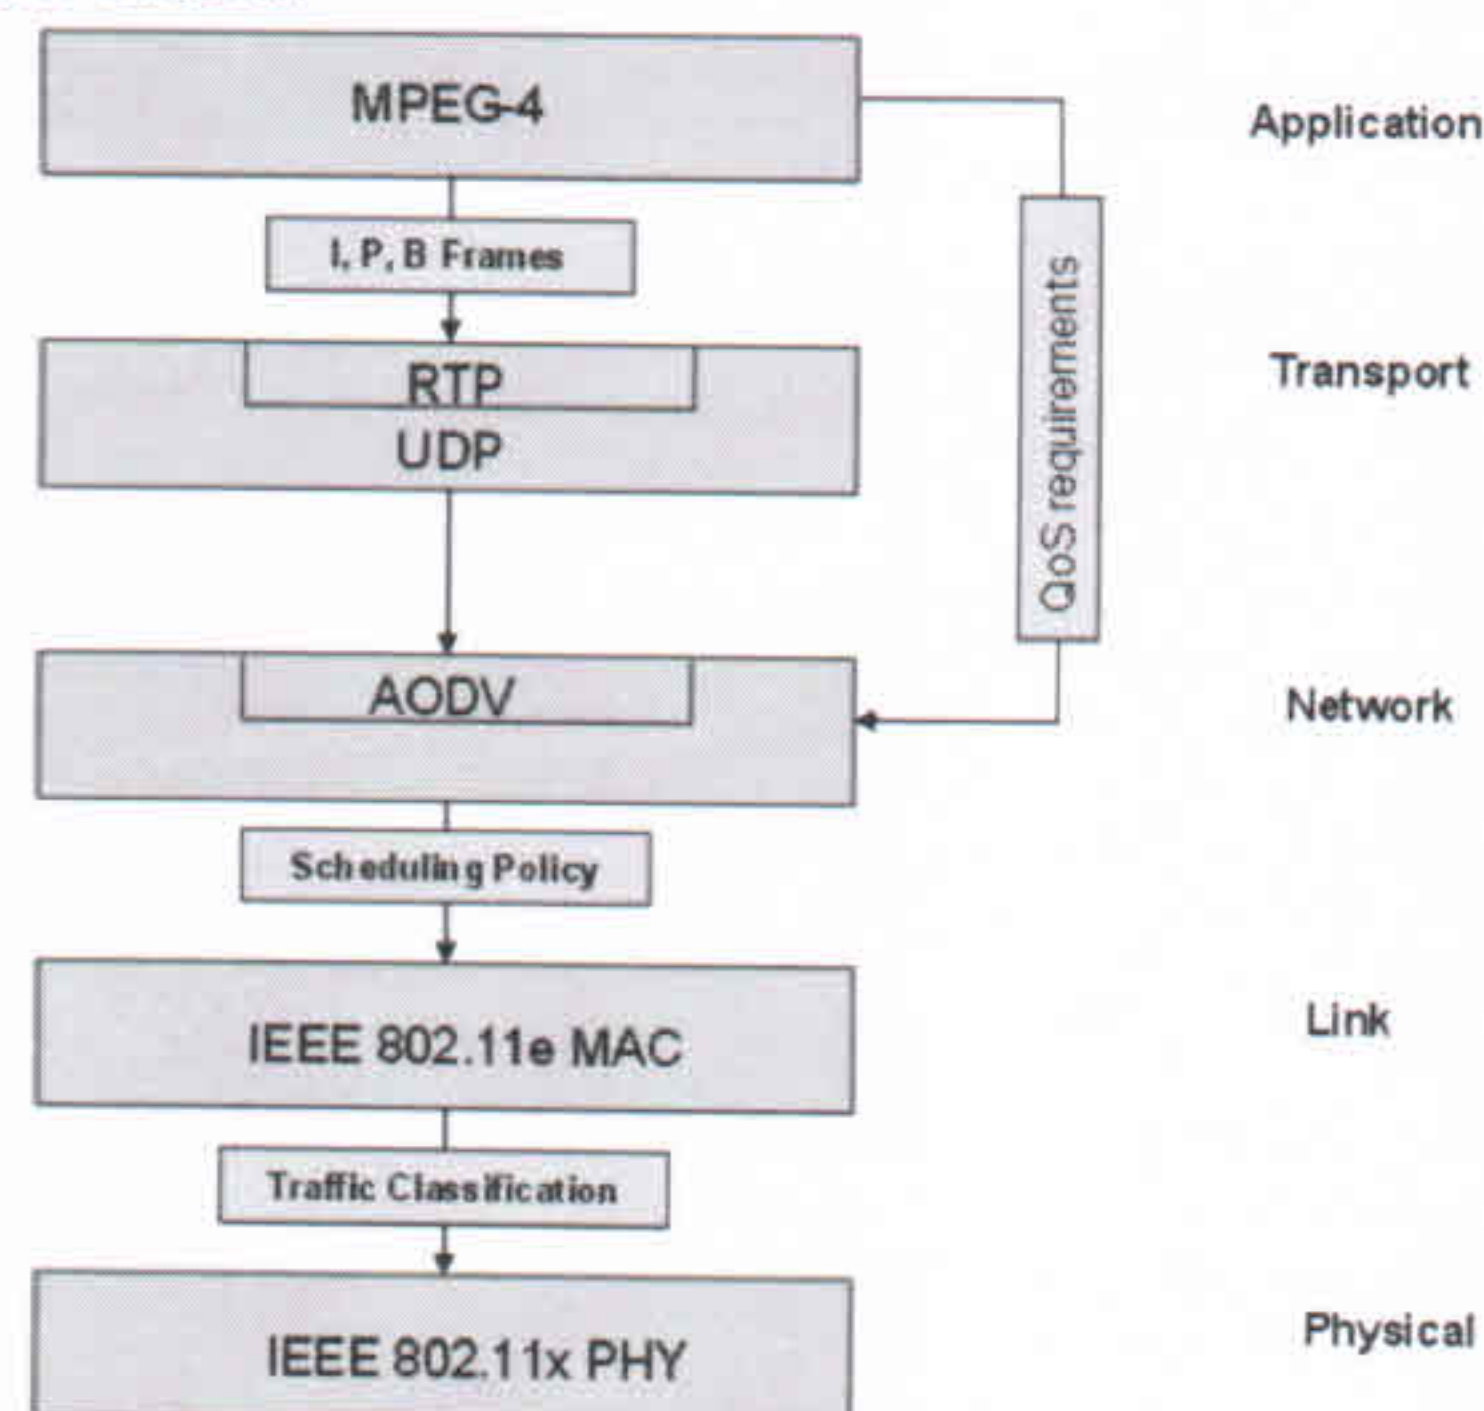 MPEG-4
Application
I, P, B Frames
RTP
UDP
Transport
QoS requirements
AODV
Network
Scheduling Policy
IEEE 802.11e MAC
Link
Traffic Classification
IEEE 802.11x PHY
Physical